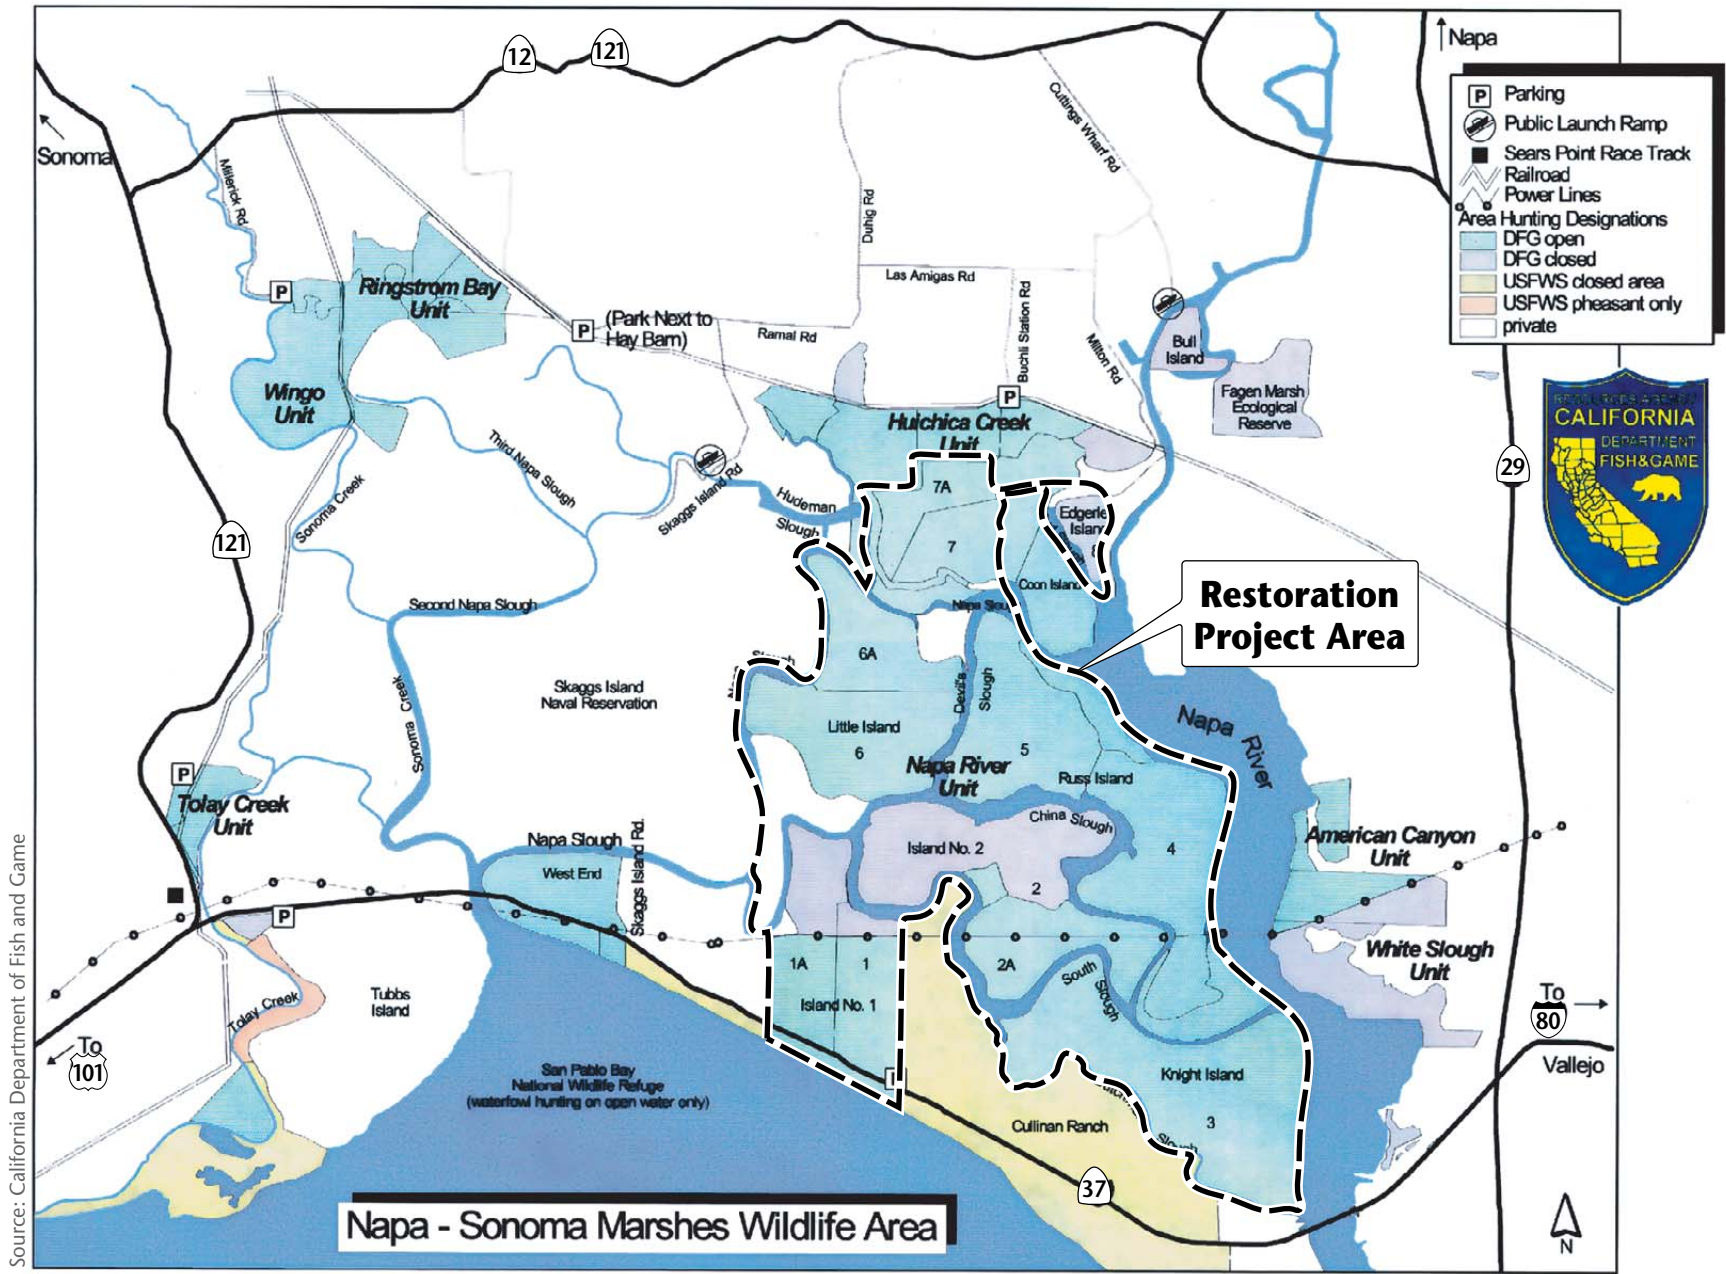 12
121
Napa
P Parking
Public Launch Ramp
Sears Point Race Track
Railroad
Power Lines
Area Hunting Designations
DFG open
DFG closed
USFWS closed area
USFWS pheasant only
private
Sonoma
Millerick Rd
Cuttings Wharf Rd
Duhig Rd
Las Amigas Rd
Buchli Station Rd
Milton Rd
Ramal Rd
P
Ringstrom Bay
Unit
P
(Park Next to
Hay Barn)
Wingo
Unit
Bull
Island
Fagen Marsh
Ecological
Reserve
P
Huichica Creek
Unit
RESOURCES AGENCY
CALIFORNIA
DEPARTMENT
FISH&GAME
29
Third Napa Slough
Skaggs Island Rd
Hudeman
Slough
7A
7
Sonoma Creek
121
Coon Island
Second Napa Slough
Restoration
Project Area
6A
Skaggs Island
Naval Reservation
Sonoma Creek
Devil's
Slough
Napa River
Little Island
6
5
Napa River
Unit
Russ Island
P
Tolay Creek
Unit
China Slough
Napa Slough
Skaggs Island Rd.
West End
Island No. 2
2
4
American Canyon
Unit
P
1A
1
Island No. 1
2A
South
Slough
White Slough
Unit
Tolay Creek
Tubbs
Island
To
80
To
101
Vallejo
San Pablo Bay
National Wildlife Refuge
(waterfowl hunting on open water only)
Knight Island
3
Cullinan Ranch
Slough
37
Napa - Sonoma Marshes Wildlife Area
N
Source: California Department of Fish and Game